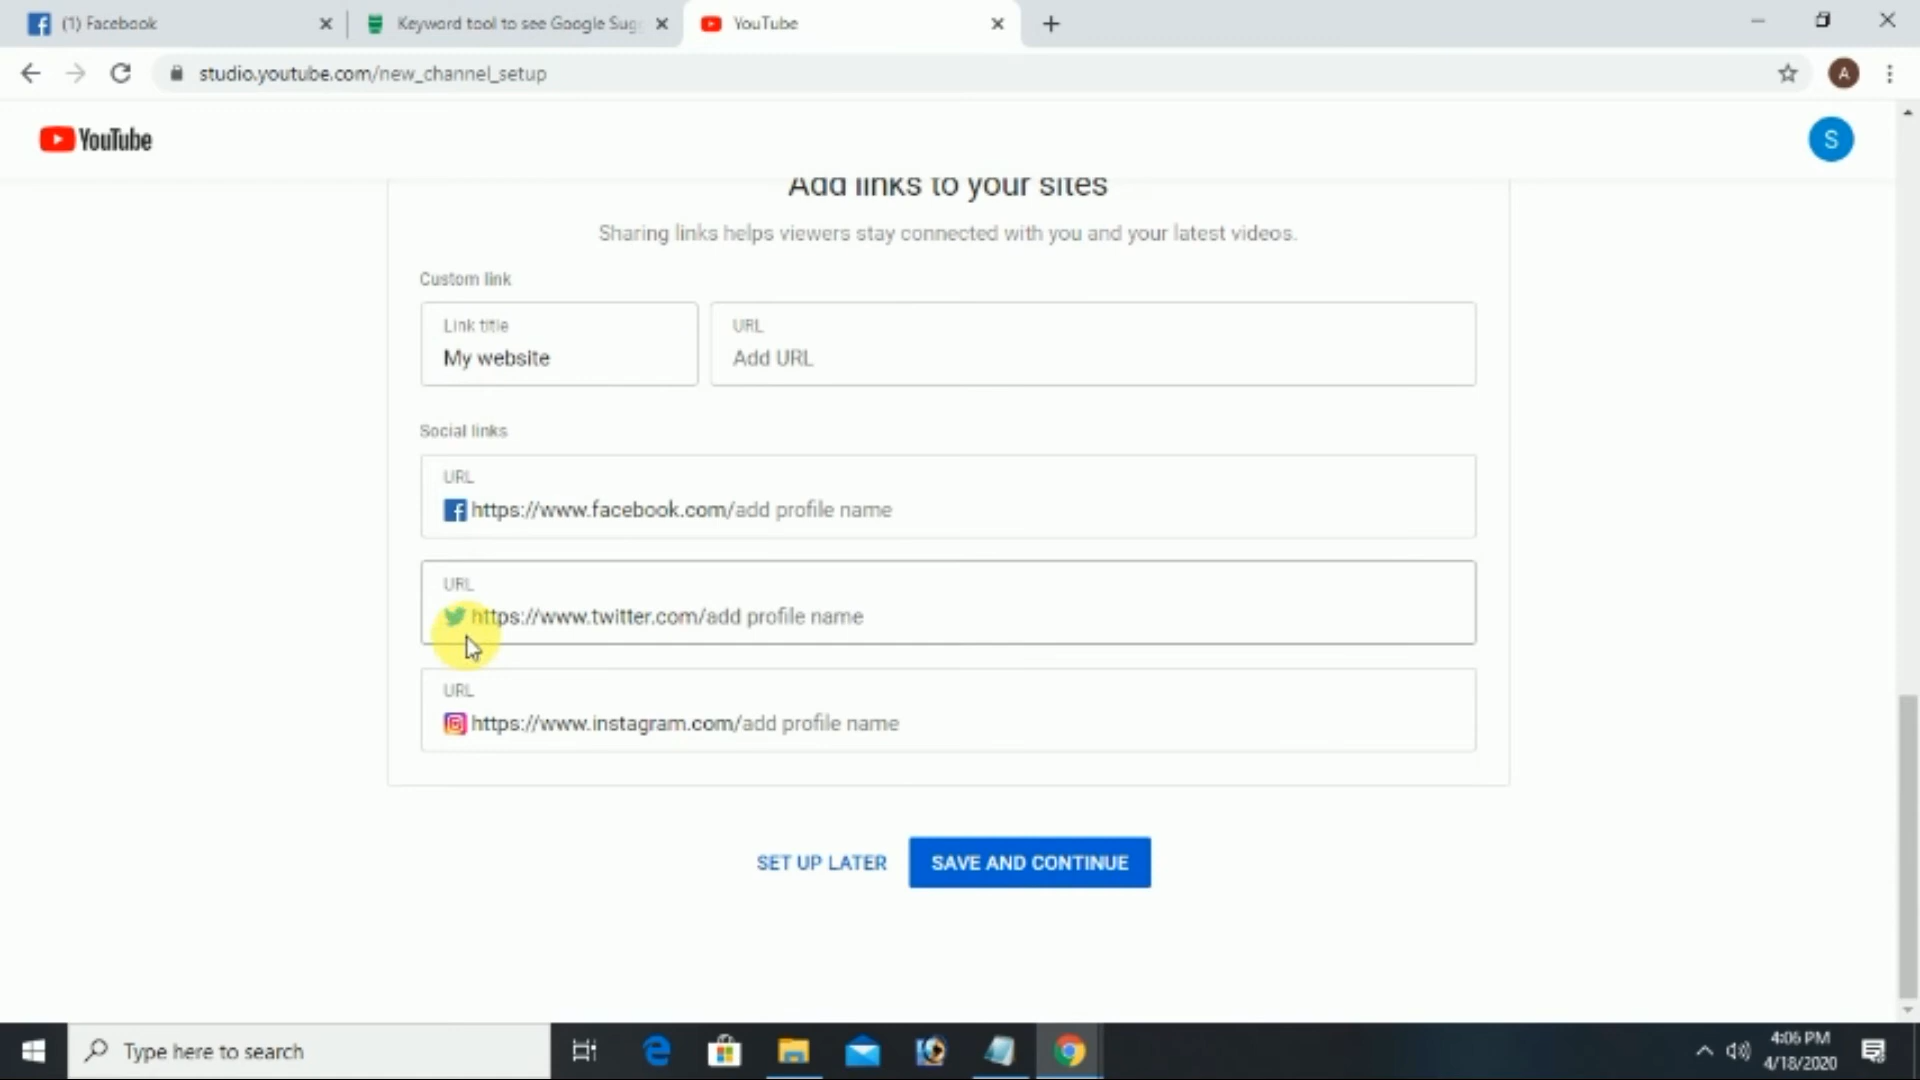 (1) Facebook
Keyword tool to see Google Sug
YouTube
studio.youtube.com/new_channel_setup
A
YouTube
S
Add links to your sites
Sharing links helps viewers stay connected with you and your latest videos.
Custom link
Link title
My website
URL
Add URL
Social links
URL
https://www.facebook.com/add profile name
URL
https://www.twitter.com/add profile name
URL
https://www.instagram.com/add profile name
SET UP LATER
SAVE AND CONTINUE
Type here to search
4:06 PM
4/18/2020